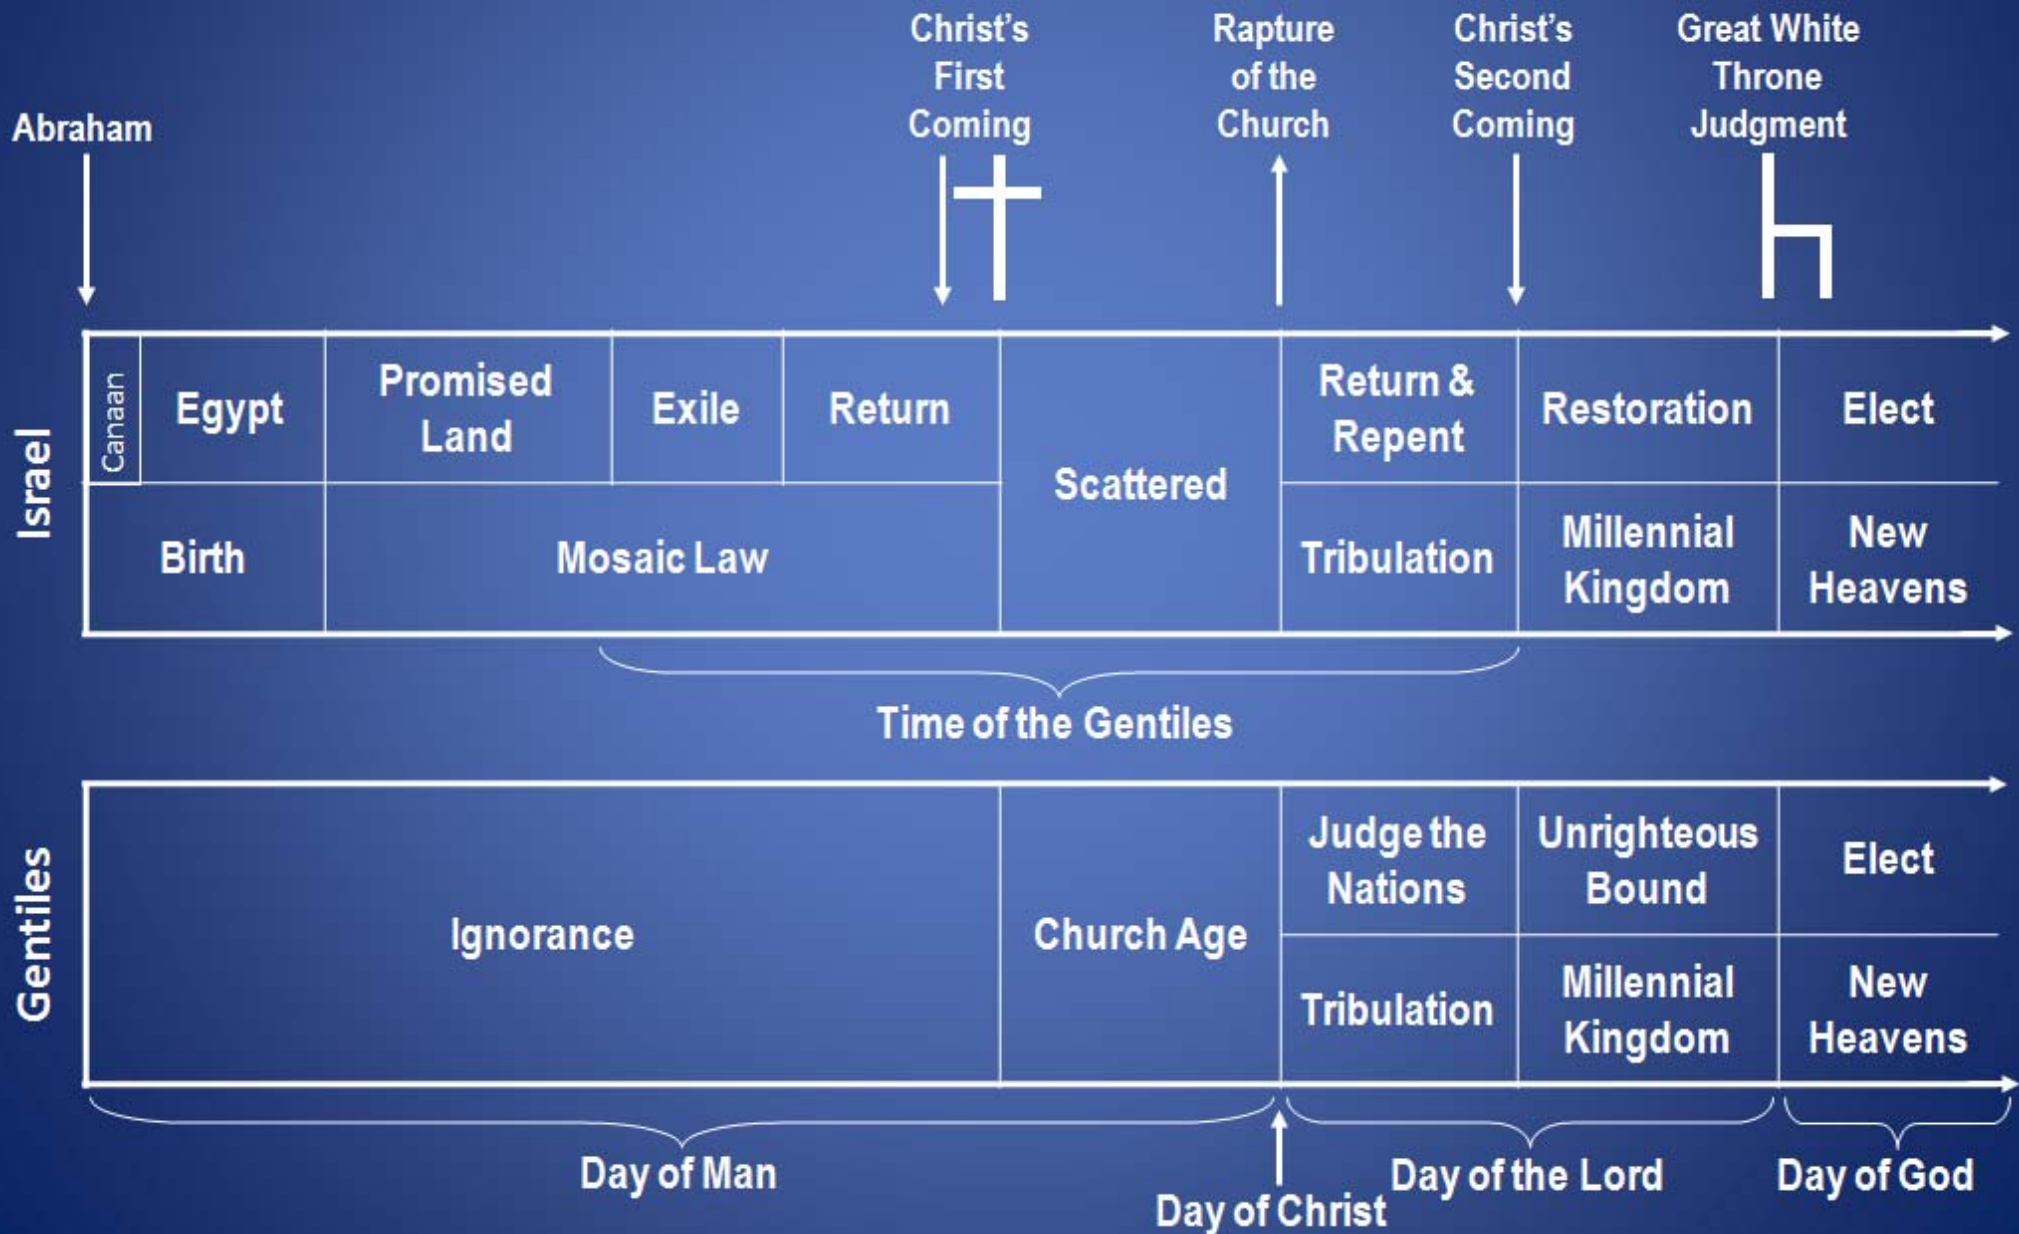 Christ's
First
Coming
Rapture
of the
Church
Christ's
Second
Coming
Great White
Throne
Judgment
Abraham
Israel
Canaan
Egypt
Promised
Land
Exile
Return
Scattered
Return &
Repent
Restoration
Elect
Birth
Mosaic Law
Tribulation
Millennial
Kingdom
New
Heavens
Time of the Gentiles
Gentiles
Ignorance
Church Age
Judge the
Nations
Unrighteous
Bound
Elect
Tribulation
Millennial
Kingdom
New
Heavens
Day of Man
Day of Christ
Day of the Lord
Day of God